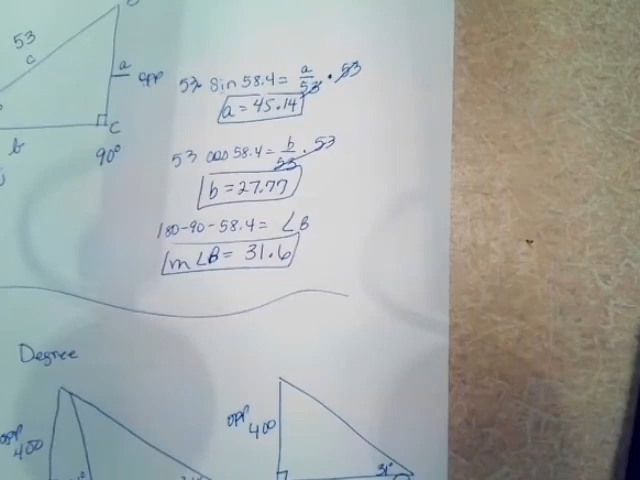 53
c
a
opp
C
b
90°
53 · sin 58.4 = a/53 · 53
a = 45.14
53 cos 58.4 = b/53 · 53
b = 27.77
180-90-58.4 = ∠B
m∠B = 31.6
Degree
opp 400
opp 400
31°